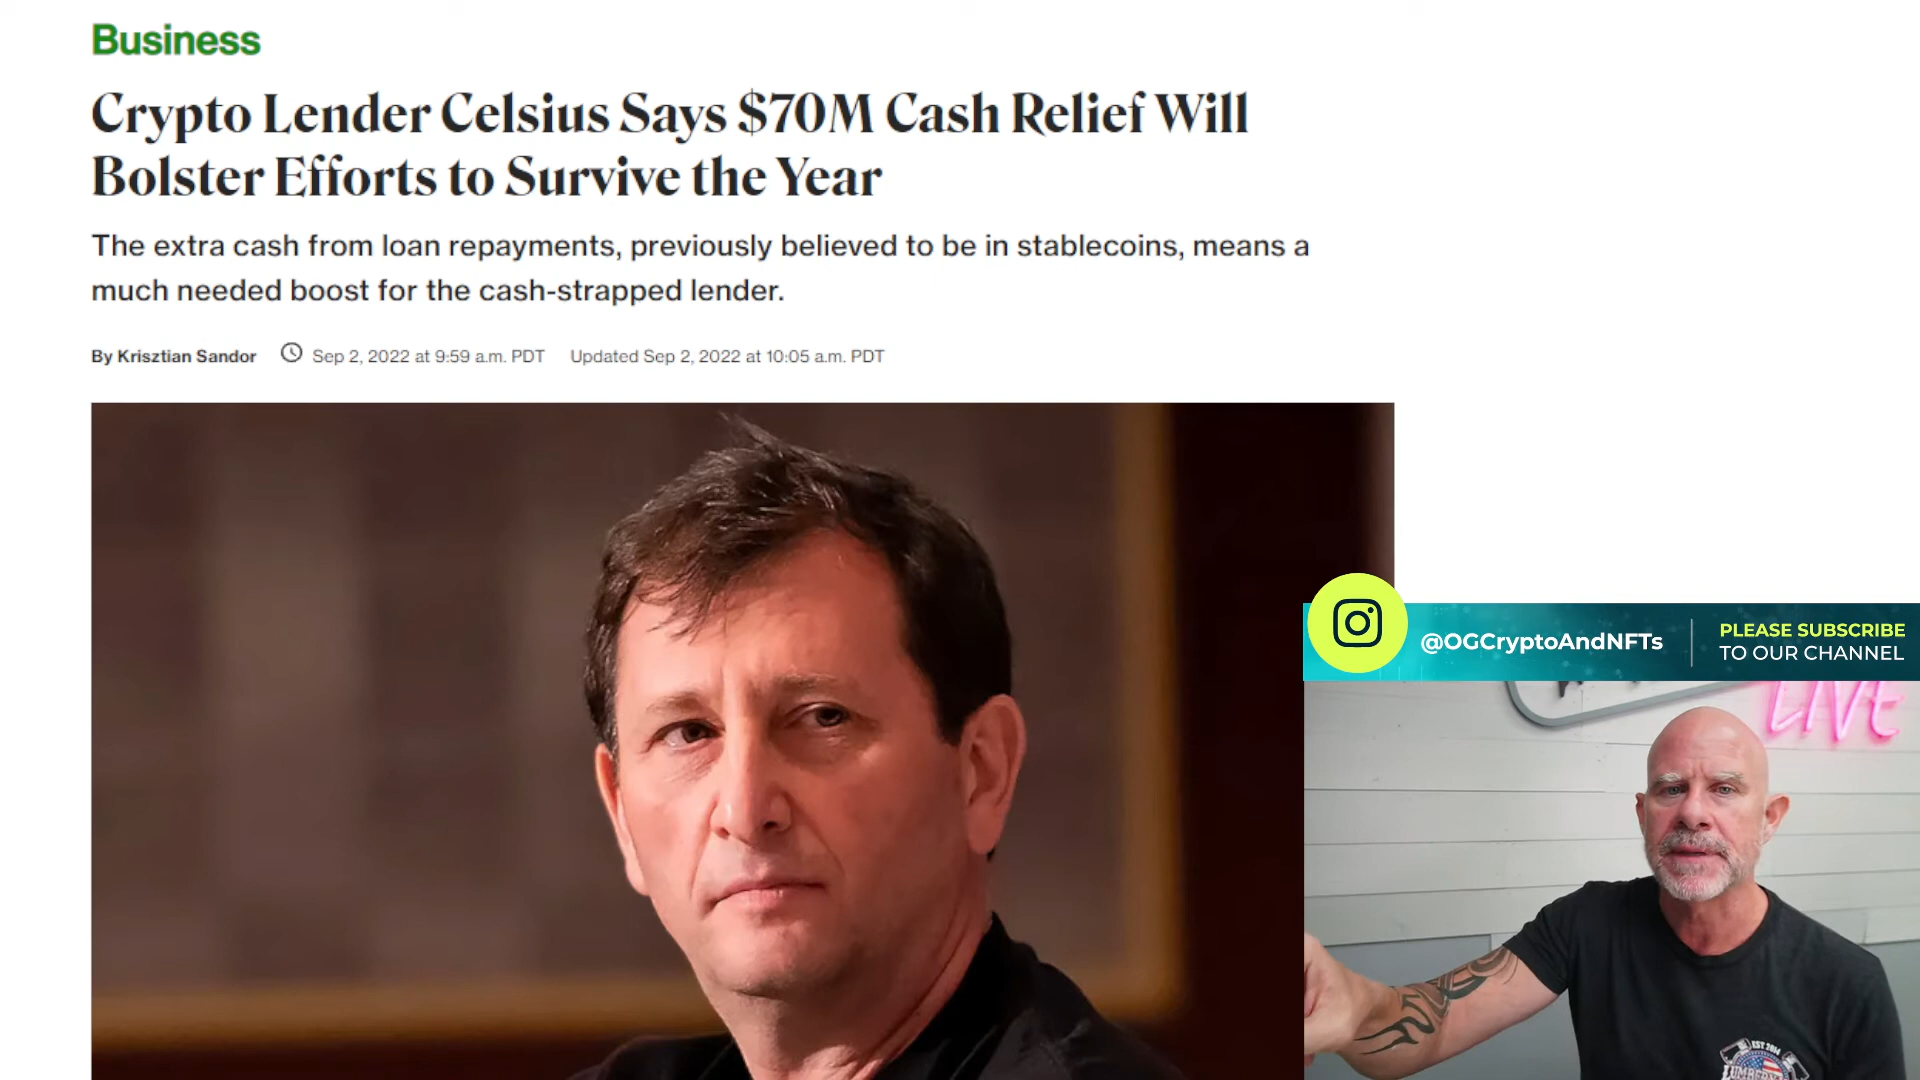 Business
Crypto Lender Celsius Says $70M Cash Relief Will
Bolster Efforts to Survive the Year
The extra cash from loan repayments, previously believed to be in stablecoins, means a
much needed boost for the cash-strapped lender.
By Krisztian Sandor Sep 2, 2022 at 9:59 a.m. PDT Updated Sep 2, 2022 at 10:05 a.m. PDT
@OGCryptoAndNFTs
PLEASE SUBSCRIBE
TO OUR CHANNEL
LIVE
EST 2014